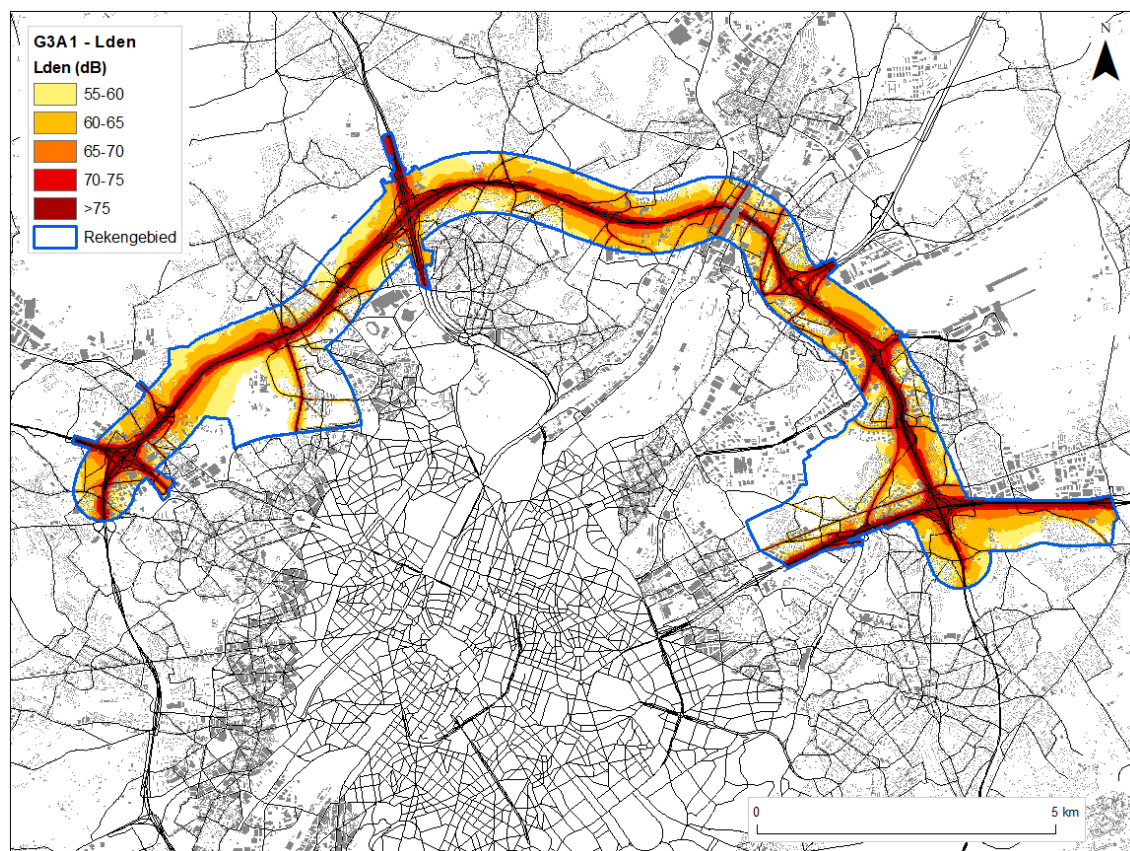 G3A1 - Lden
Lden (dB)
55-60
60-65
65-70
70-75
>75
Rekengebied
N
0
5 km